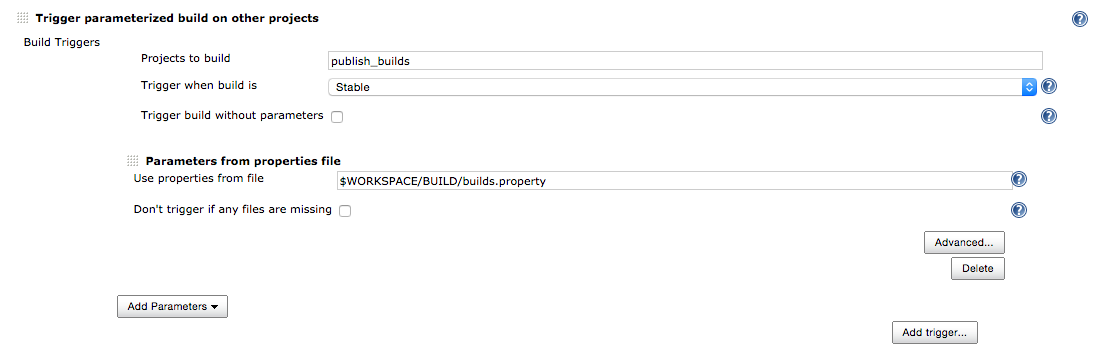 Trigger parameterized build on other projects
?
Build Triggers
Projects to build
publish_builds
Trigger when build is
Stable
?
Trigger build without parameters
?
Parameters from properties file
Use properties from file
$WORKSPACE/BUILD/builds.property
?
Don't trigger if any files are missing
?
Advanced...
Delete
Add Parameters
Add trigger...